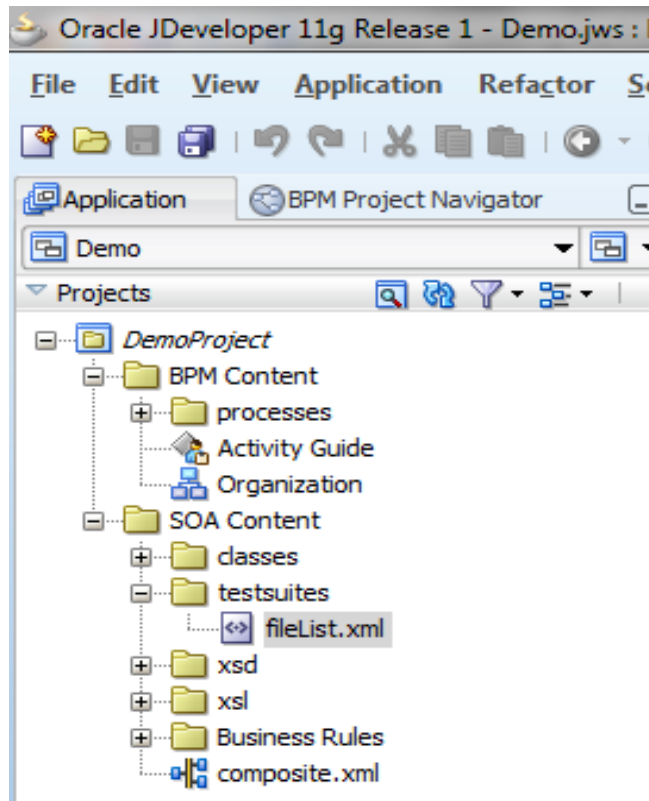 Oracle JDeveloper 11g Release 1 - Demo.jws :
File Edit View Application Refactor
Application BPM Project Navigator
Demo
Projects
DemoProject
BPM Content
processes
Activity Guide
Organization
SOA Content
classes
testsuites
fileList.xml
xsd
xsl
Business Rules
composite.xml